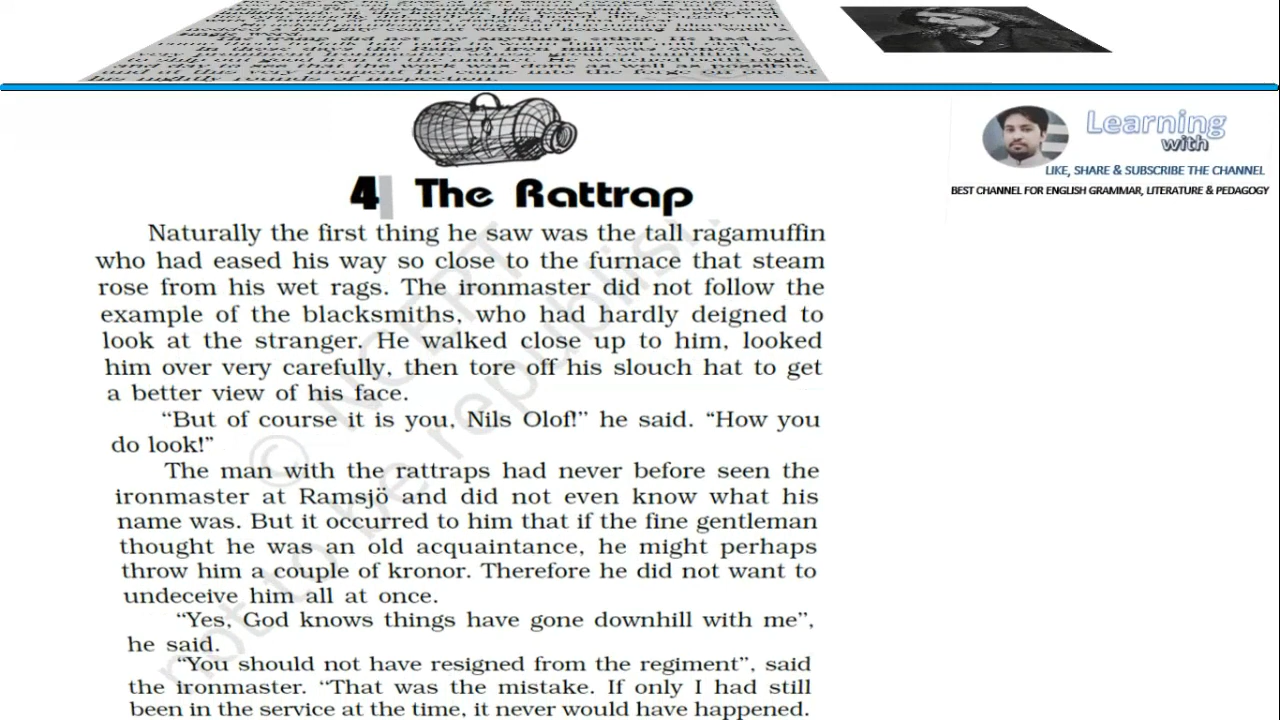 4 The Rattrap
Learning
with
LIKE, SHARE & SUBSCRIBE THE CHANNEL
BEST CHANNEL FOR ENGLISH GRAMMAR, LITERATURE & PEDAGOGY
Naturally the first thing he saw was the tall ragamuffin
who had eased his way so close to the furnace that steam
rose from his wet rags. The ironmaster did not follow the
example of the blacksmiths, who had hardly deigned to
look at the stranger. He walked close up to him, looked
him over very carefully, then tore off his slouch hat to get
a better view of his face.
“But of course it is you, Nils Olof!” he said. “How you
do look!”
The man with the rattraps had never before seen the
ironmaster at Ramsjö and did not even know what his
name was. But it occurred to him that if the fine gentleman
thought he was an old acquaintance, he might perhaps
throw him a couple of kronor. Therefore he did not want to
undeceive him all at once.
“Yes, God knows things have gone downhill with me”,
he said.
“You should not have resigned from the regiment”, said
the ironmaster. “That was the mistake. If only I had still
been in the service at the time, it never would have happened.
© NCERT
not to be republish